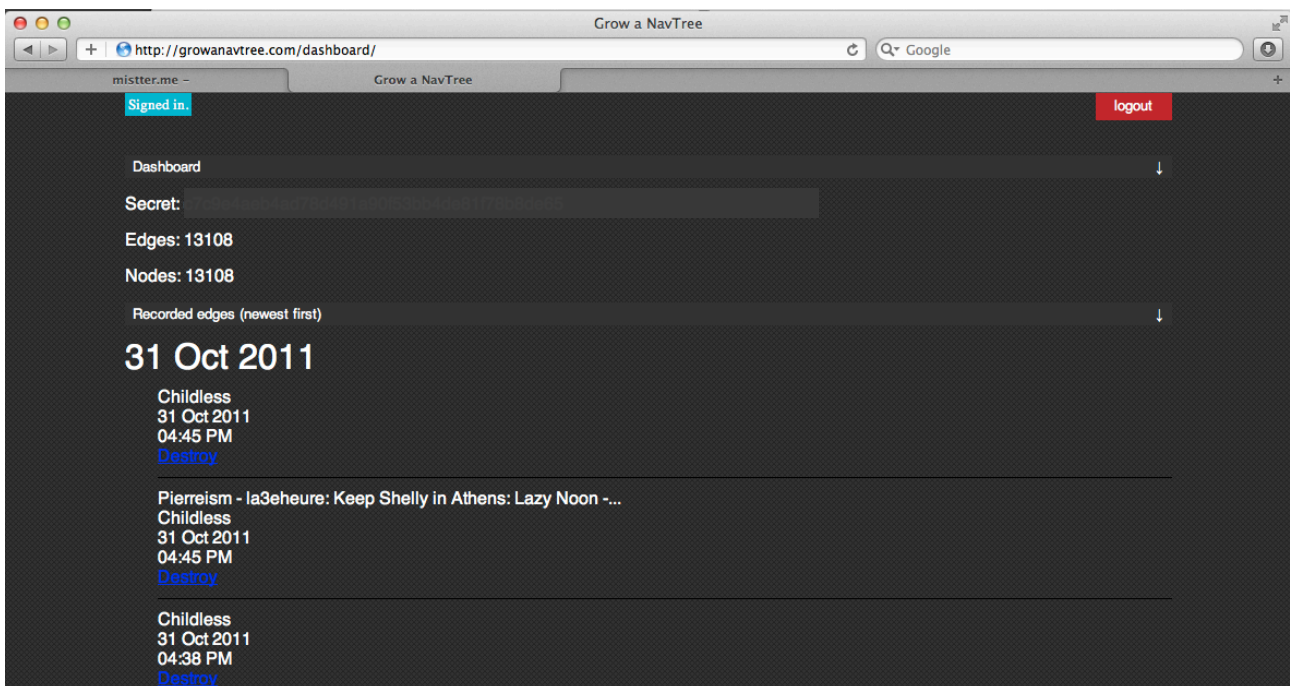 Grow a NavTree
http://growanavtree.com/dashboard/
Google
mistter.me -
Grow a NavTree
Signed in.
logout
Dashboard ↓
Secret:
Edges: 13108
Nodes: 13108
Recorded edges (newest first) ↓
31 Oct 2011
Childless
31 Oct 2011
04:45 PM
Destroy
Pierreism - la3eheure: Keep Shelly in Athens: Lazy Noon -...
Childless
31 Oct 2011
04:45 PM
Destroy
Childless
31 Oct 2011
04:38 PM
Destroy